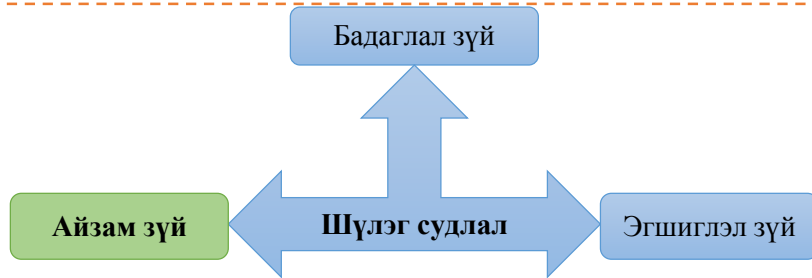 Бадаглал зүй
Айзам зүй
Шүлэг судлал
Эгшиглэл зүй